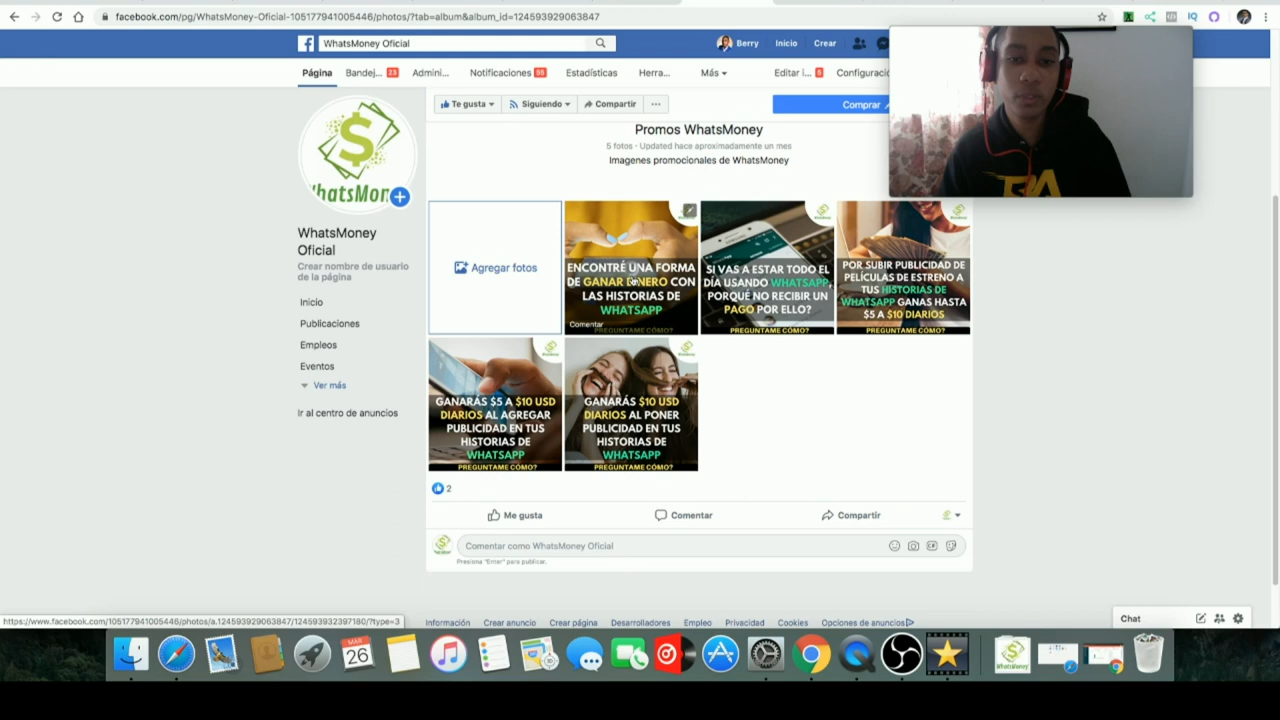 facebook.com/pg/WhatsMoney-Oficial-105177941005446/photos/?tab=album&album_id=124593929063847
WhatsMoney Oficial
Berry
Inicio
Crear
Página
Bandej...
23
Admini...
Notificaciones
55
Estadísticas
Herra...
Más
Editar i...
5
Configuració
Te gusta
Siguiendo
Compartir
Comprar
WhatsMon
WhatsMoney
Oficial
Crear nombre de usuario
de la página
Inicio
Publicaciones
Empleos
Eventos
Ver más
Ir al centro de anuncios
Promos WhatsMoney
5 fotos · Updated hace aproximadamente un mes
Imagenes promocionales de WhatsMoney
Agregar fotos
ENCONTRÉ UNA FORMA
DE GANAR DINERO CON
LAS HISTORIAS DE
WHATSAPP
Comentar
PREGUNTAME CÓMO?
SI VAS A ESTAR TODO EL
DÍA USANDO WHATSAPP,
PORQUÉ NO RECIBIR UN
PAGO POR ELLO?
PREGUNTAME CÓMO?
POR SUBIR PUBLICIDAD DE
PELÍCULAS DE ESTRENO A
TUS HISTORIAS DE
WHATSAPP GANAS HASTA
$5 A $10 DIARIOS
PREGUNTAME CÓMO?
GANARÁS $5 A $10 USD
DIARIOS AL AGREGAR
PUBLICIDAD EN TUS
HISTORIAS DE
WHATSAPP
PREGUNTAME CÓMO?
GANARÁS $10 USD
DIARIOS AL PONER
PUBLICIDAD EN TUS
HISTORIAS DE
WHATSAPP
PREGUNTAME CÓMO?
2
Me gusta
Comentar
Compartir
Comentar como WhatsMoney Oficial
Presiona "Enter" para publicar.
https://www.facebook.com/105177941005446/photos/a.124593929063847/124593232397180/?type=3
Información
Crear anuncio
Crear página
Desarrolladores
Empleo
Privacidad
Cookies
Opciones de anuncios
Chat
MAR
26
WhatsMoney